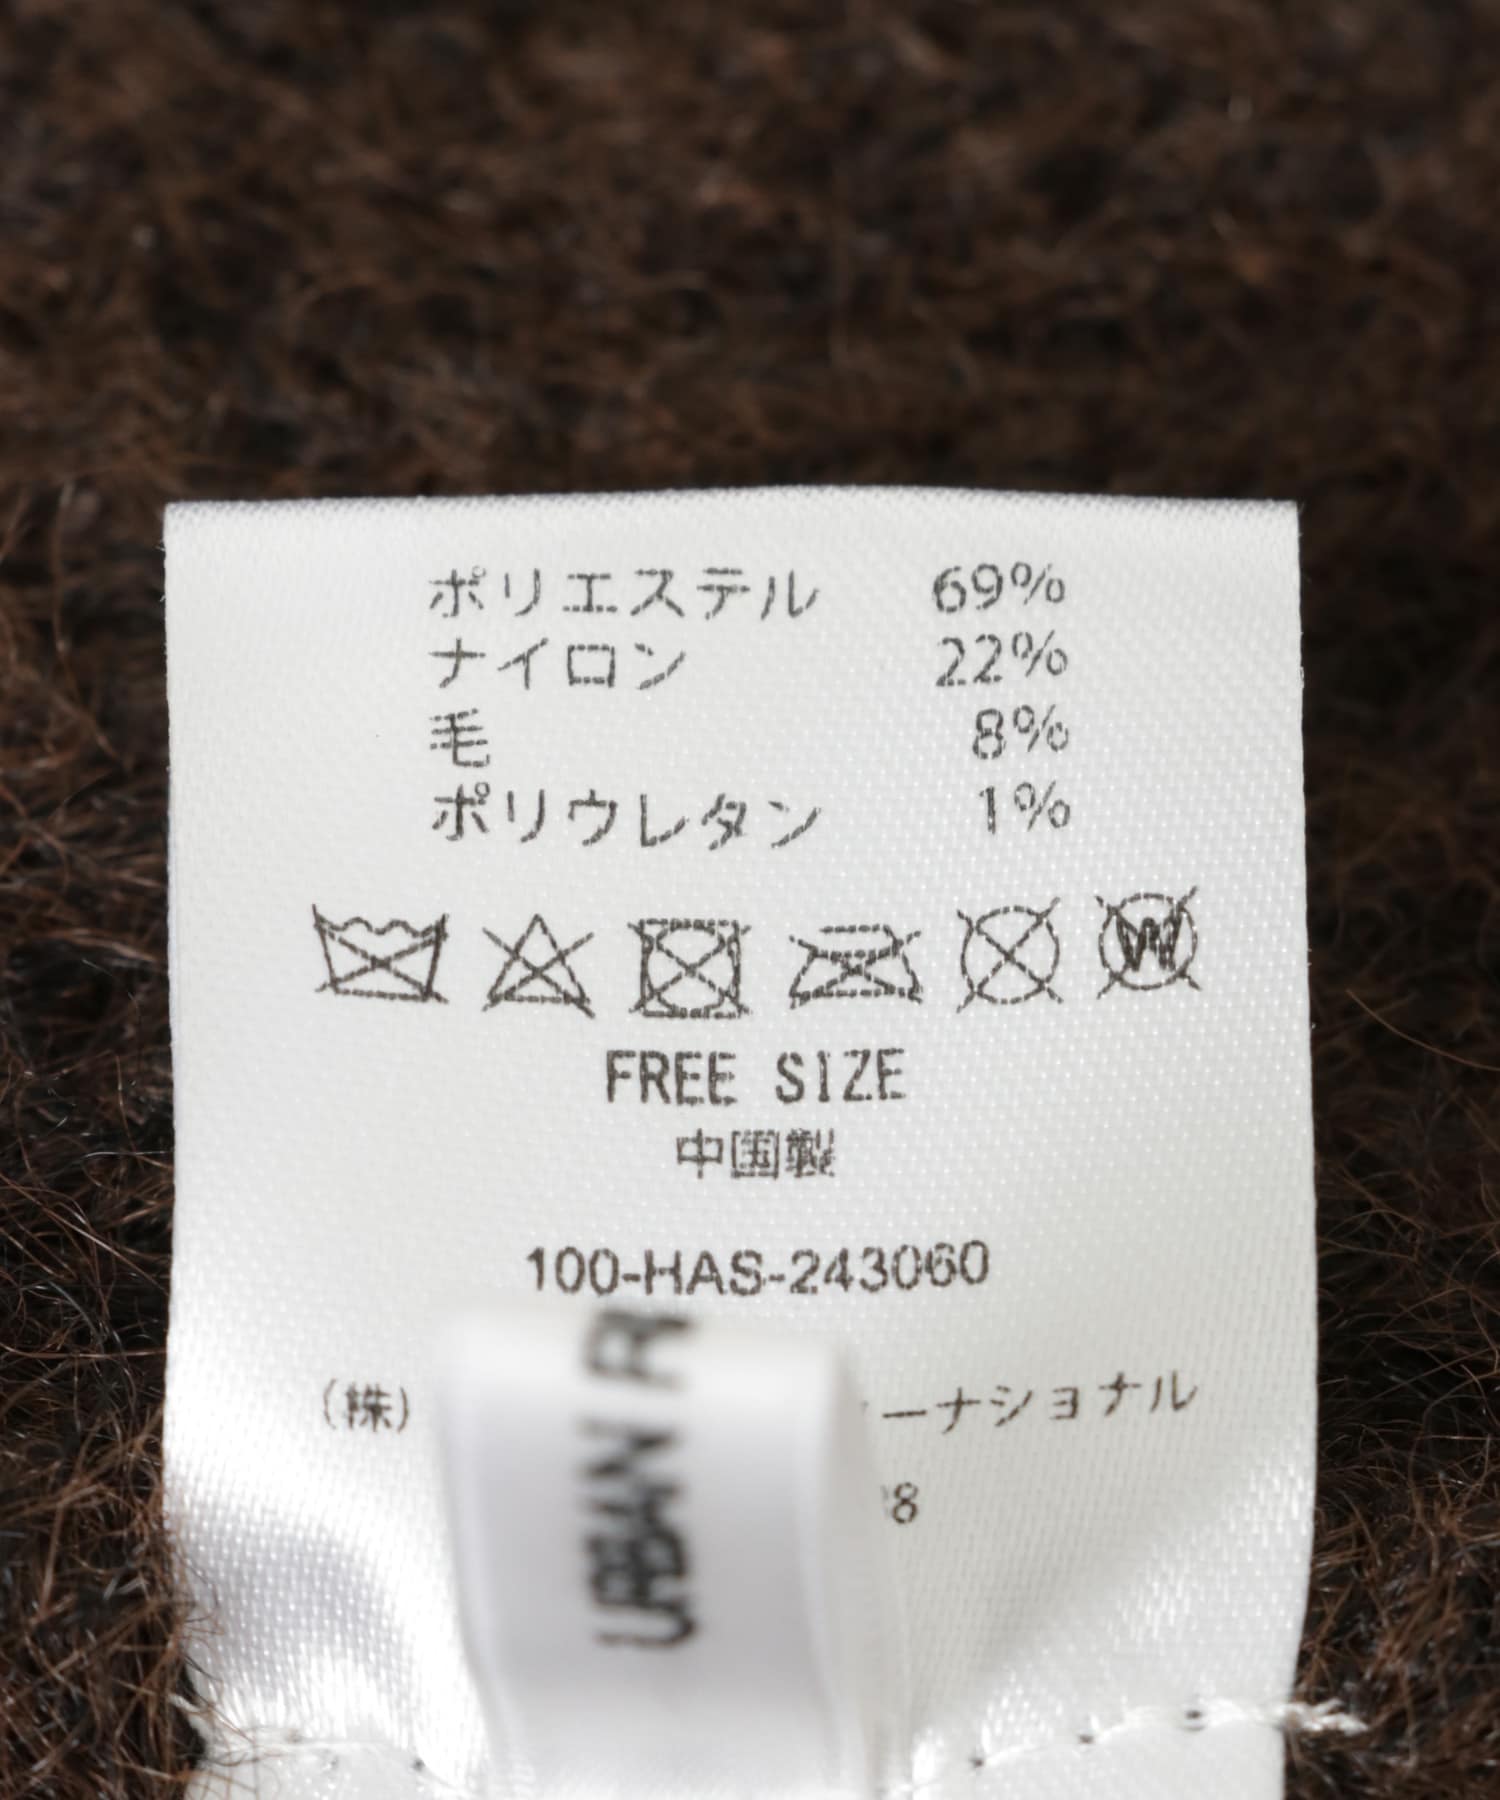 ポリエステル 69%
ナイロン 22%
毛 8%
ポリウレタン 1%
W
FREE SIZE
中国製
100-HAS-243060
(株) ーナショナル
8
URBAN R